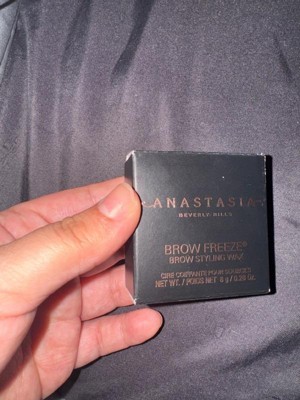 ANASTASIA
BEVERLY HILLS
BROW FREEZE®
BROW STYLING WAX
CIRE COIFFANTE POUR SOURCILS
NET WT. / POIDS NET 8 g / 0.28 Oz.